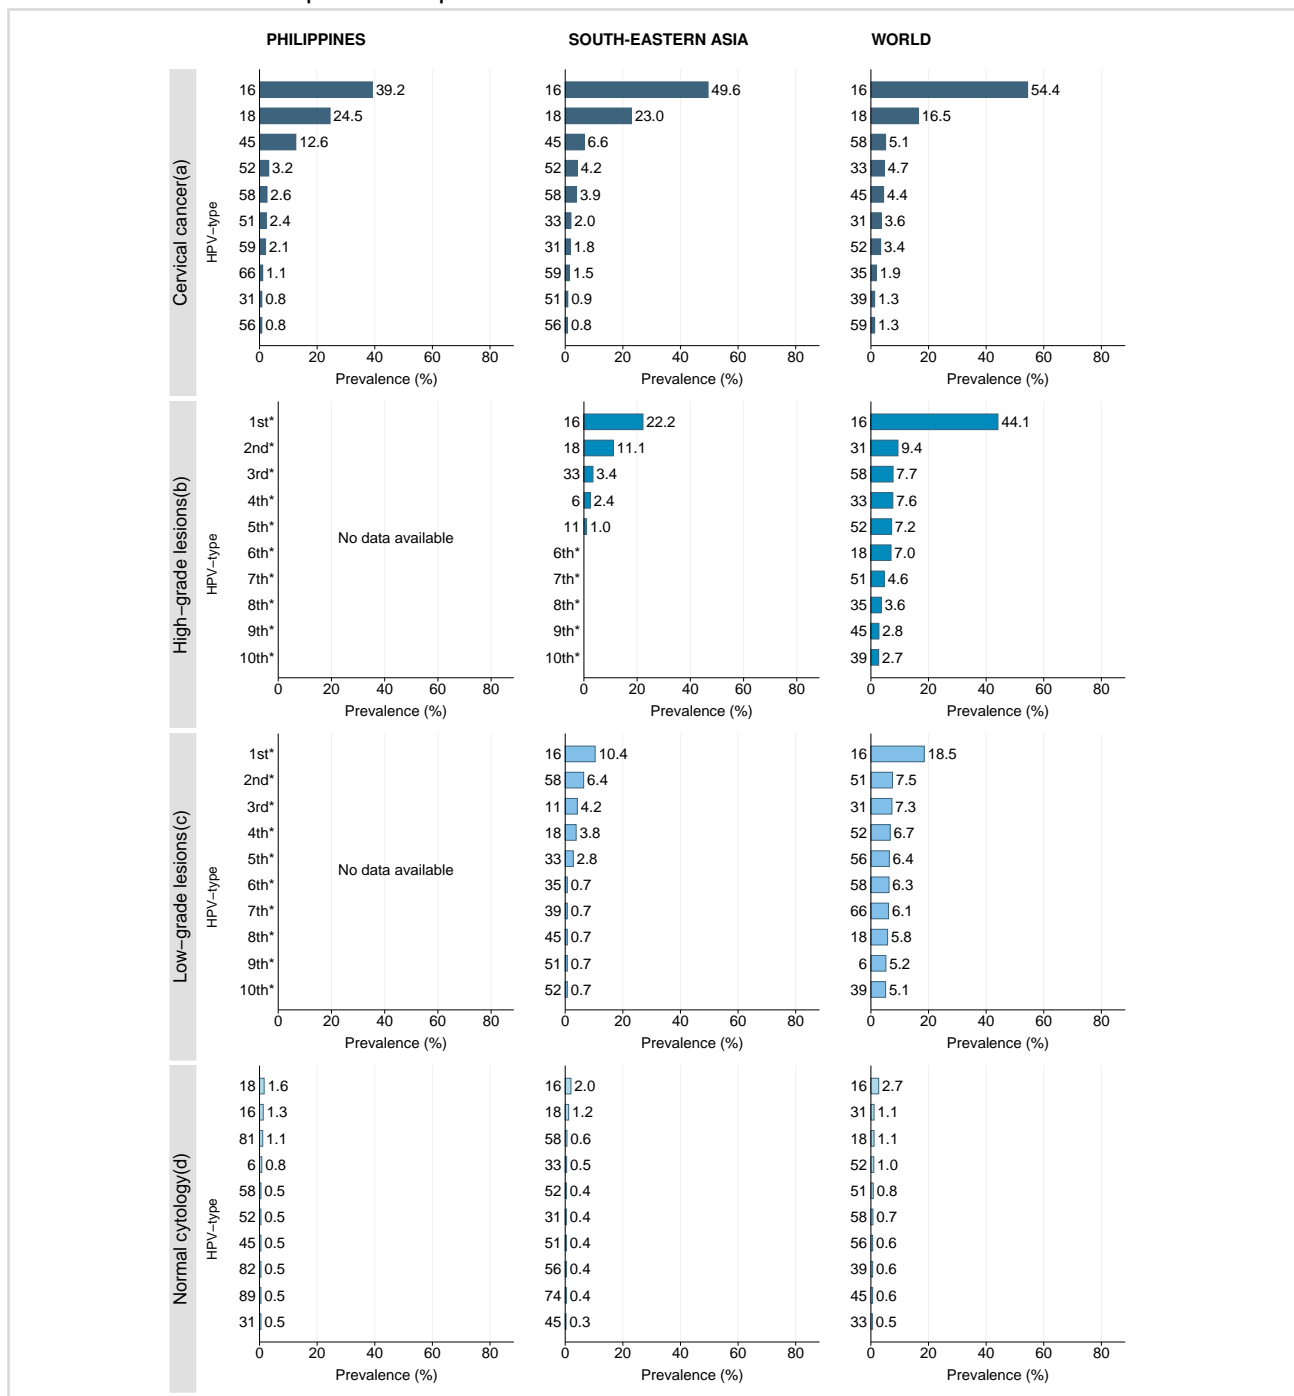 PHILIPPINES
SOUTH-EASTERN ASIA
WORLD
Cervical cancer(a)
HPV−type
16 39.2
18 24.5
45 12.6
52 3.2
58 2.6
51 2.4
59 2.1
66 1.1
31 0.8
56 0.8
0 20 40 60 80
Prevalence (%)
16 49.6
18 23.0
45 6.6
52 4.2
58 3.9
33 2.0
31 1.8
59 1.5
51 0.9
56 0.8
0 20 40 60 80
Prevalence (%)
16 54.4
18 16.5
58 5.1
33 4.7
45 4.4
31 3.6
52 3.4
35 1.9
39 1.3
59 1.3
0 20 40 60 80
Prevalence (%)
High−grade lesions(b)
HPV−type
1st*
2nd*
3rd*
4th*
5th*
6th*
7th*
8th*
9th*
10th*
No data available
0 20 40 60 80
Prevalence (%)
16 22.2
18 11.1
33 3.4
6 2.4
11 1.0
6th*
7th*
8th*
9th*
10th*
0 20 40 60 80
Prevalence (%)
16 44.1
31 9.4
58 7.7
33 7.6
52 7.2
18 7.0
51 4.6
35 3.6
45 2.8
39 2.7
0 20 40 60 80
Prevalence (%)
Low−grade lesions(c)
HPV−type
1st*
2nd*
3rd*
4th*
5th*
6th*
7th*
8th*
9th*
10th*
No data available
0 20 40 60 80
Prevalence (%)
16 10.4
58 6.4
11 4.2
18 3.8
33 2.8
35 0.7
39 0.7
45 0.7
51 0.7
52 0.7
0 20 40 60 80
Prevalence (%)
16 18.5
51 7.5
31 7.3
52 6.7
56 6.4
58 6.3
66 6.1
18 5.8
6 5.2
39 5.1
0 20 40 60 80
Prevalence (%)
Normal cytology(d)
HPV−type
18 1.6
16 1.3
81 1.1
6 0.8
58 0.5
52 0.5
45 0.5
82 0.5
89 0.5
31 0.5
0 20 40 60 80
Prevalence (%)
16 2.0
18 1.2
58 0.6
33 0.5
52 0.4
31 0.4
51 0.4
56 0.4
74 0.4
45 0.3
0 20 40 60 80
Prevalence (%)
16 2.7
31 1.1
18 1.1
52 1.0
51 0.8
58 0.7
56 0.6
39 0.6
45 0.6
33 0.5
0 20 40 60 80
Prevalence (%)